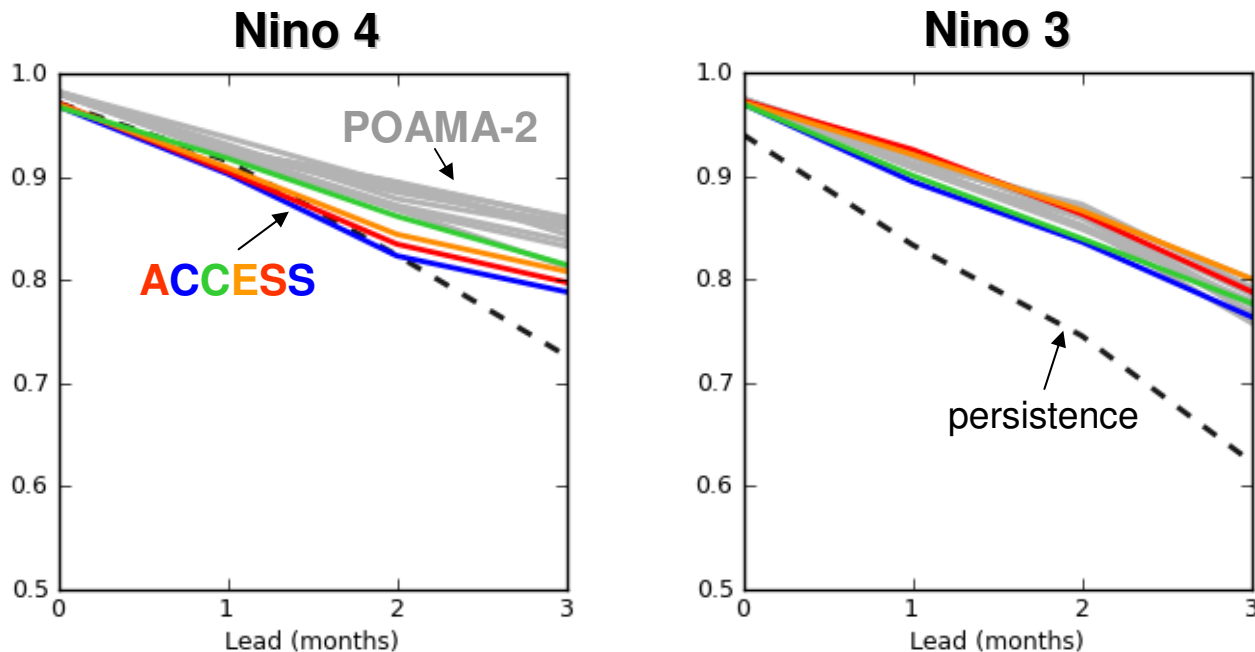 Nino 4
1.0
0.9
0.8
0.7
0.6
0.5
0
1
2
3
Lead (months)
POAMA-2
ACCESS
Nino 3
1.0
0.9
0.8
0.7
0.6
0.5
0
1
2
3
Lead (months)
persistence